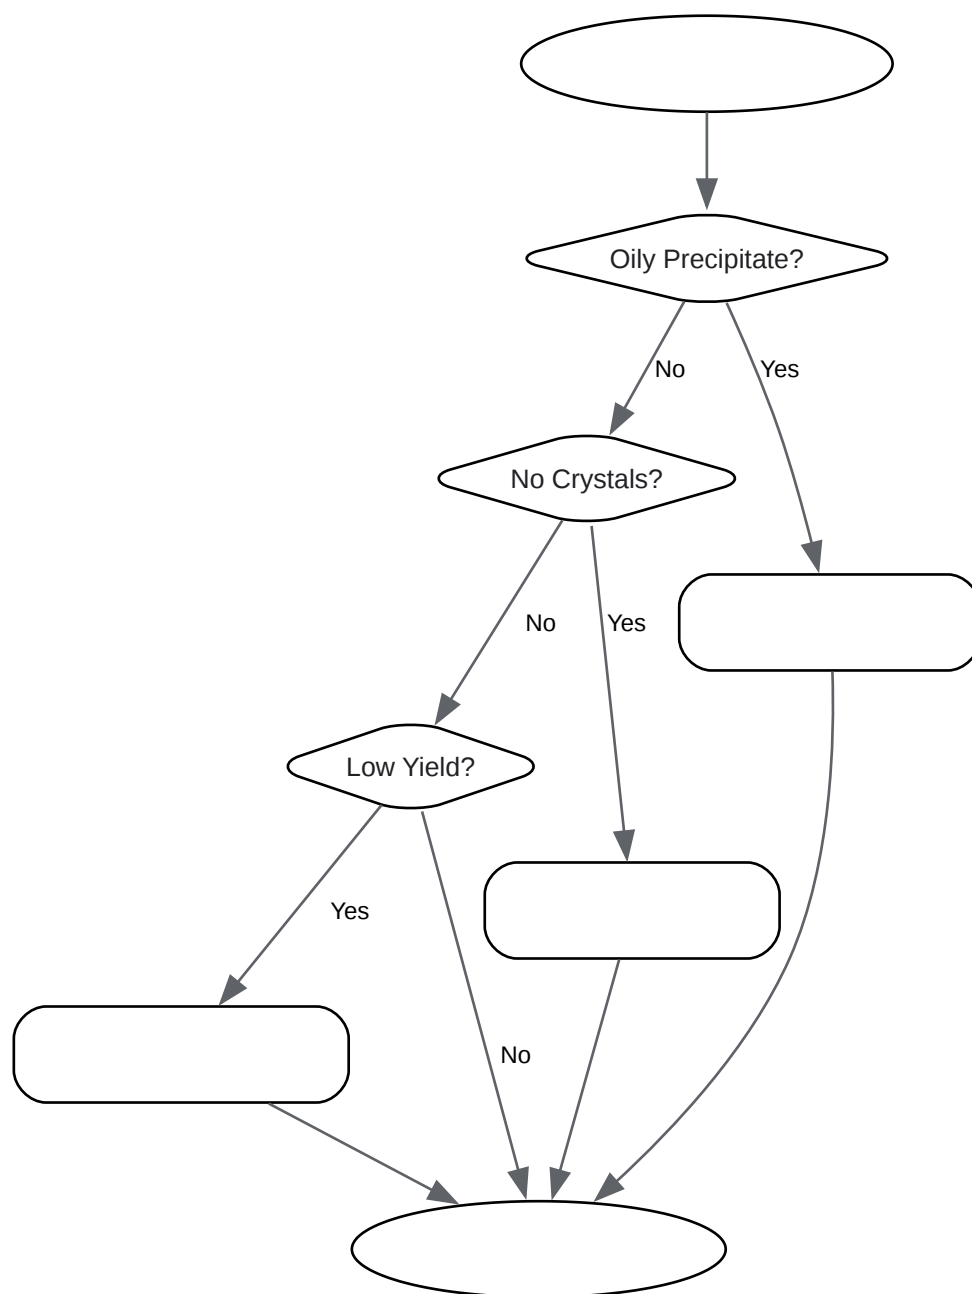 Oily Precipitate?
No
Yes
No Crystals?
No
Yes
Low Yield?
Yes
No